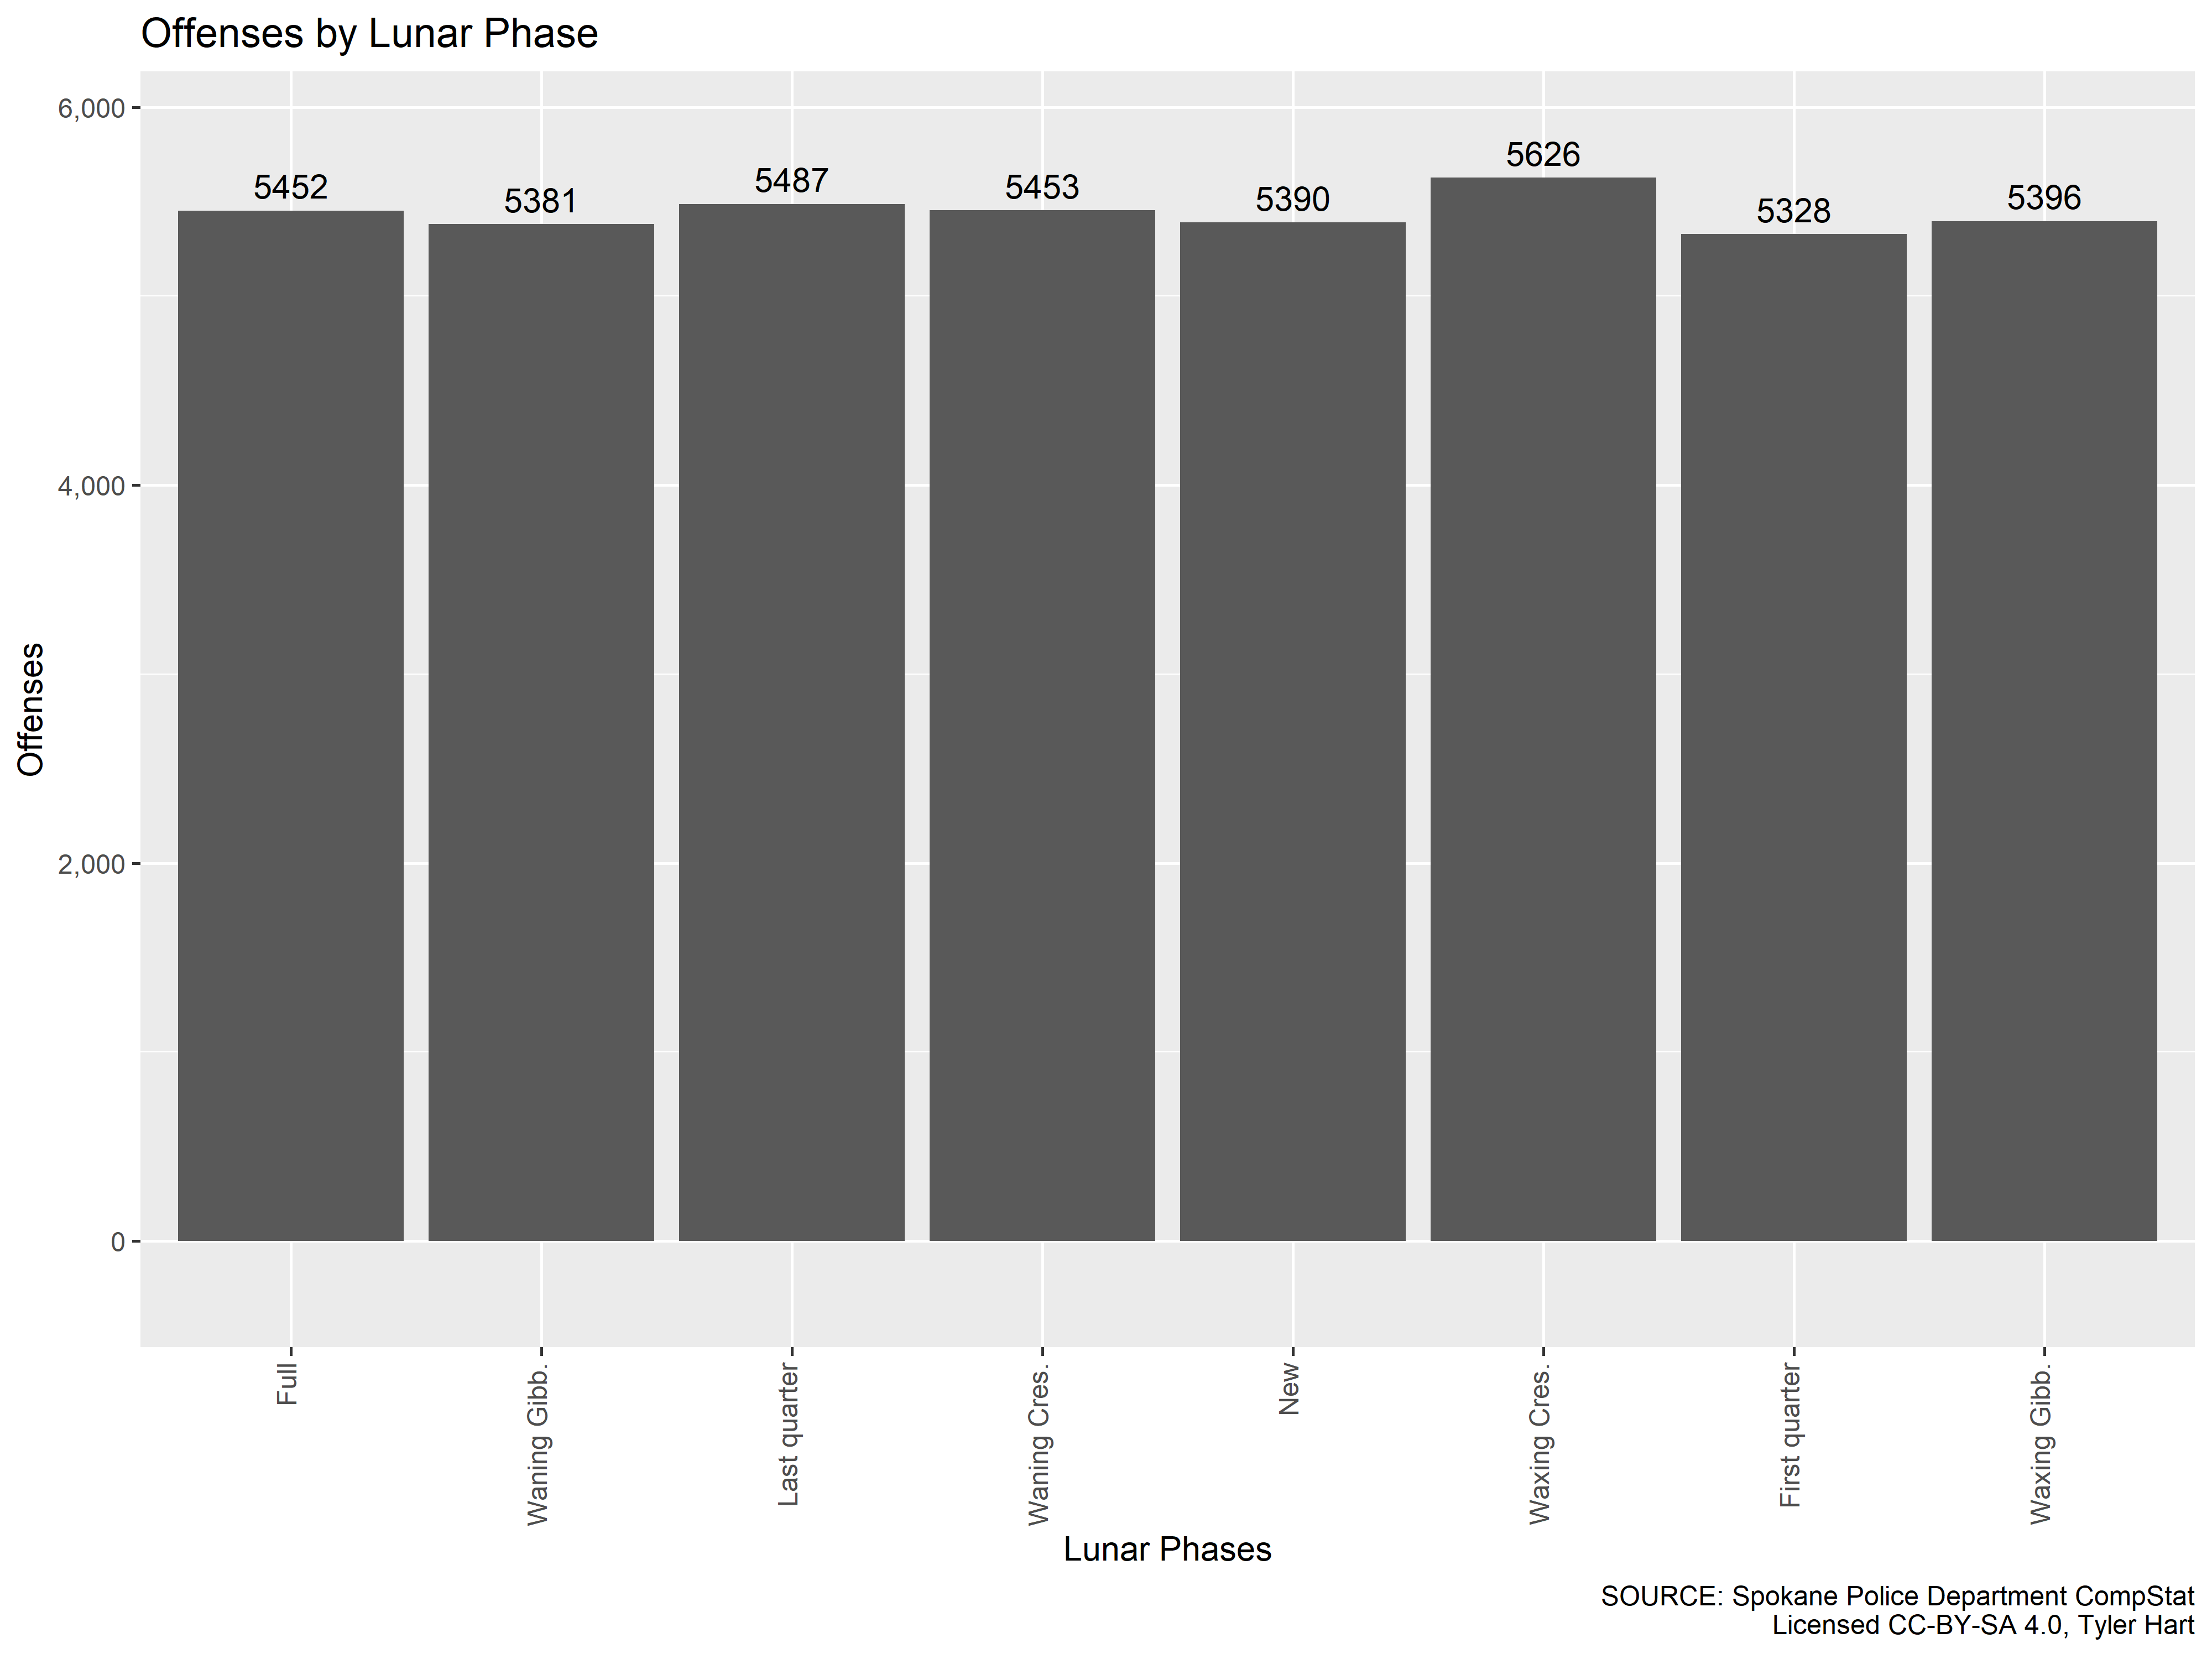 Offenses by Lunar Phase
6,000
4,000
2,000
0
Offenses
5452
5381
5487
5453
5390
5626
5328
5396
Full
Waning Gibb.
Last quarter
Waning Cres.
New
Waxing Cres.
First quarter
Waxing Gibb.
Lunar Phases
SOURCE: Spokane Police Department CompStat
Licensed CC-BY-SA 4.0, Tyler Hart